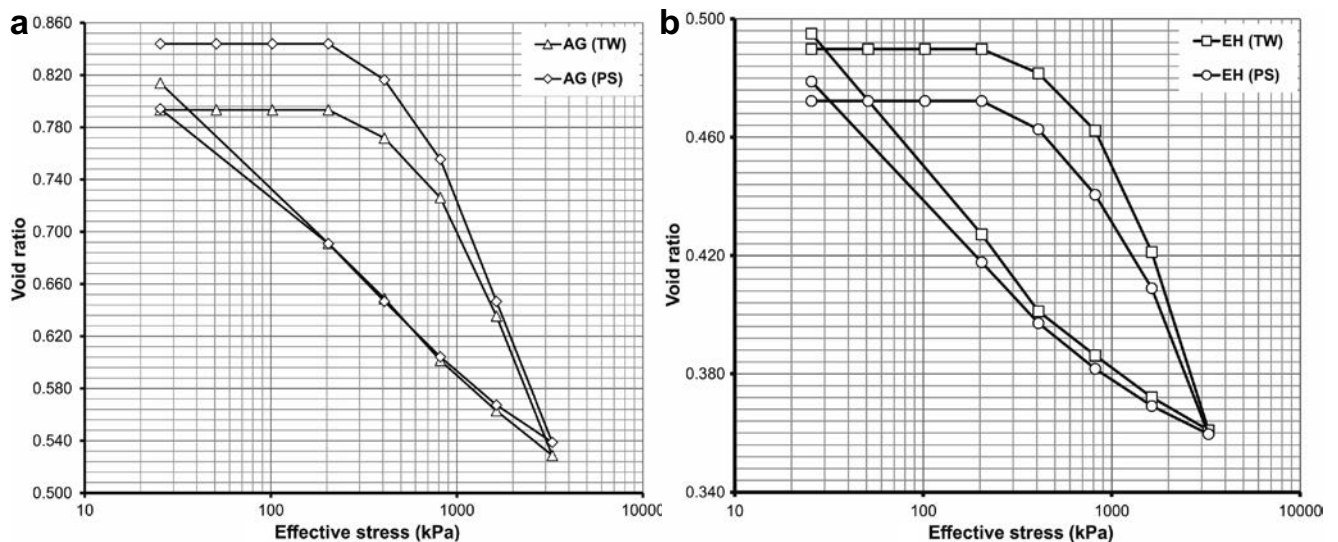 a
0.860
0.820
0.780
0.740
0.700
0.660
0.620
0.580
0.540
0.500
Void ratio
10
100
1000
10000
Effective stress (kPa)
AG (TW)
AG (PS)
b
0.500
0.460
0.420
0.380
0.340
Void ratio
10
100
1000
10000
Effective stress (kPa)
EH (TW)
EH (PS)